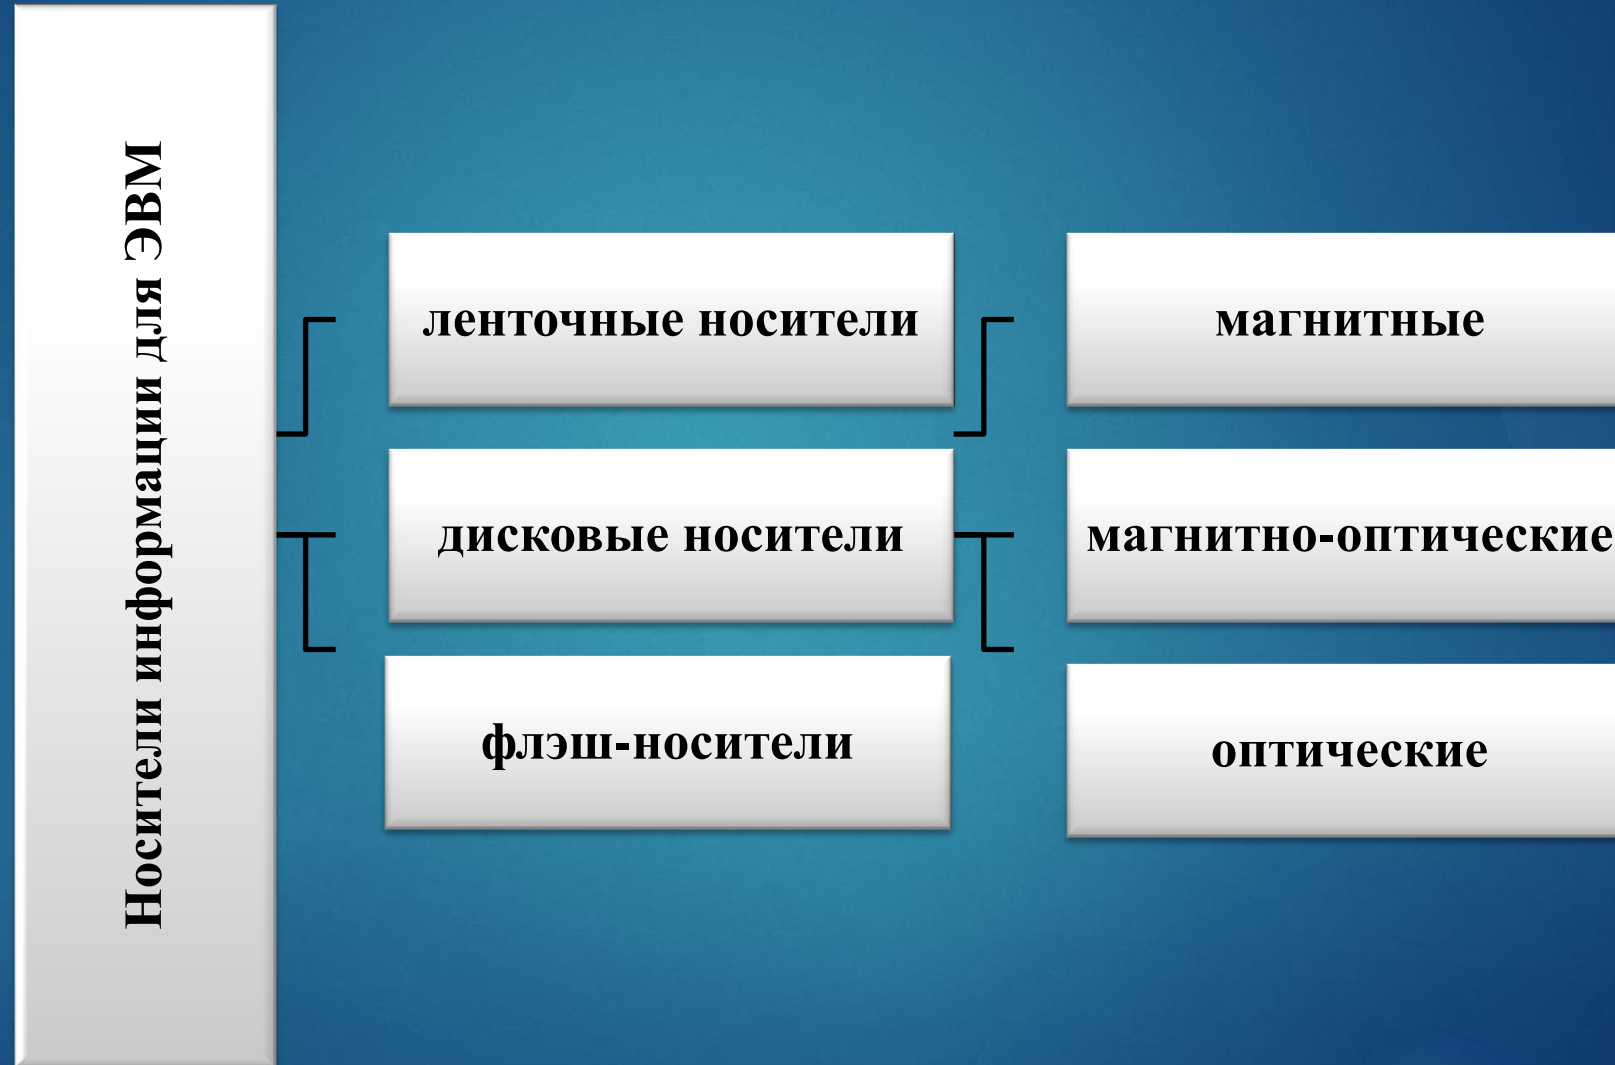 Носители информации для ЭВМ
ленточные носители
магнитные
дисковые носители
магнитно-оптические
флэш-носители
оптические